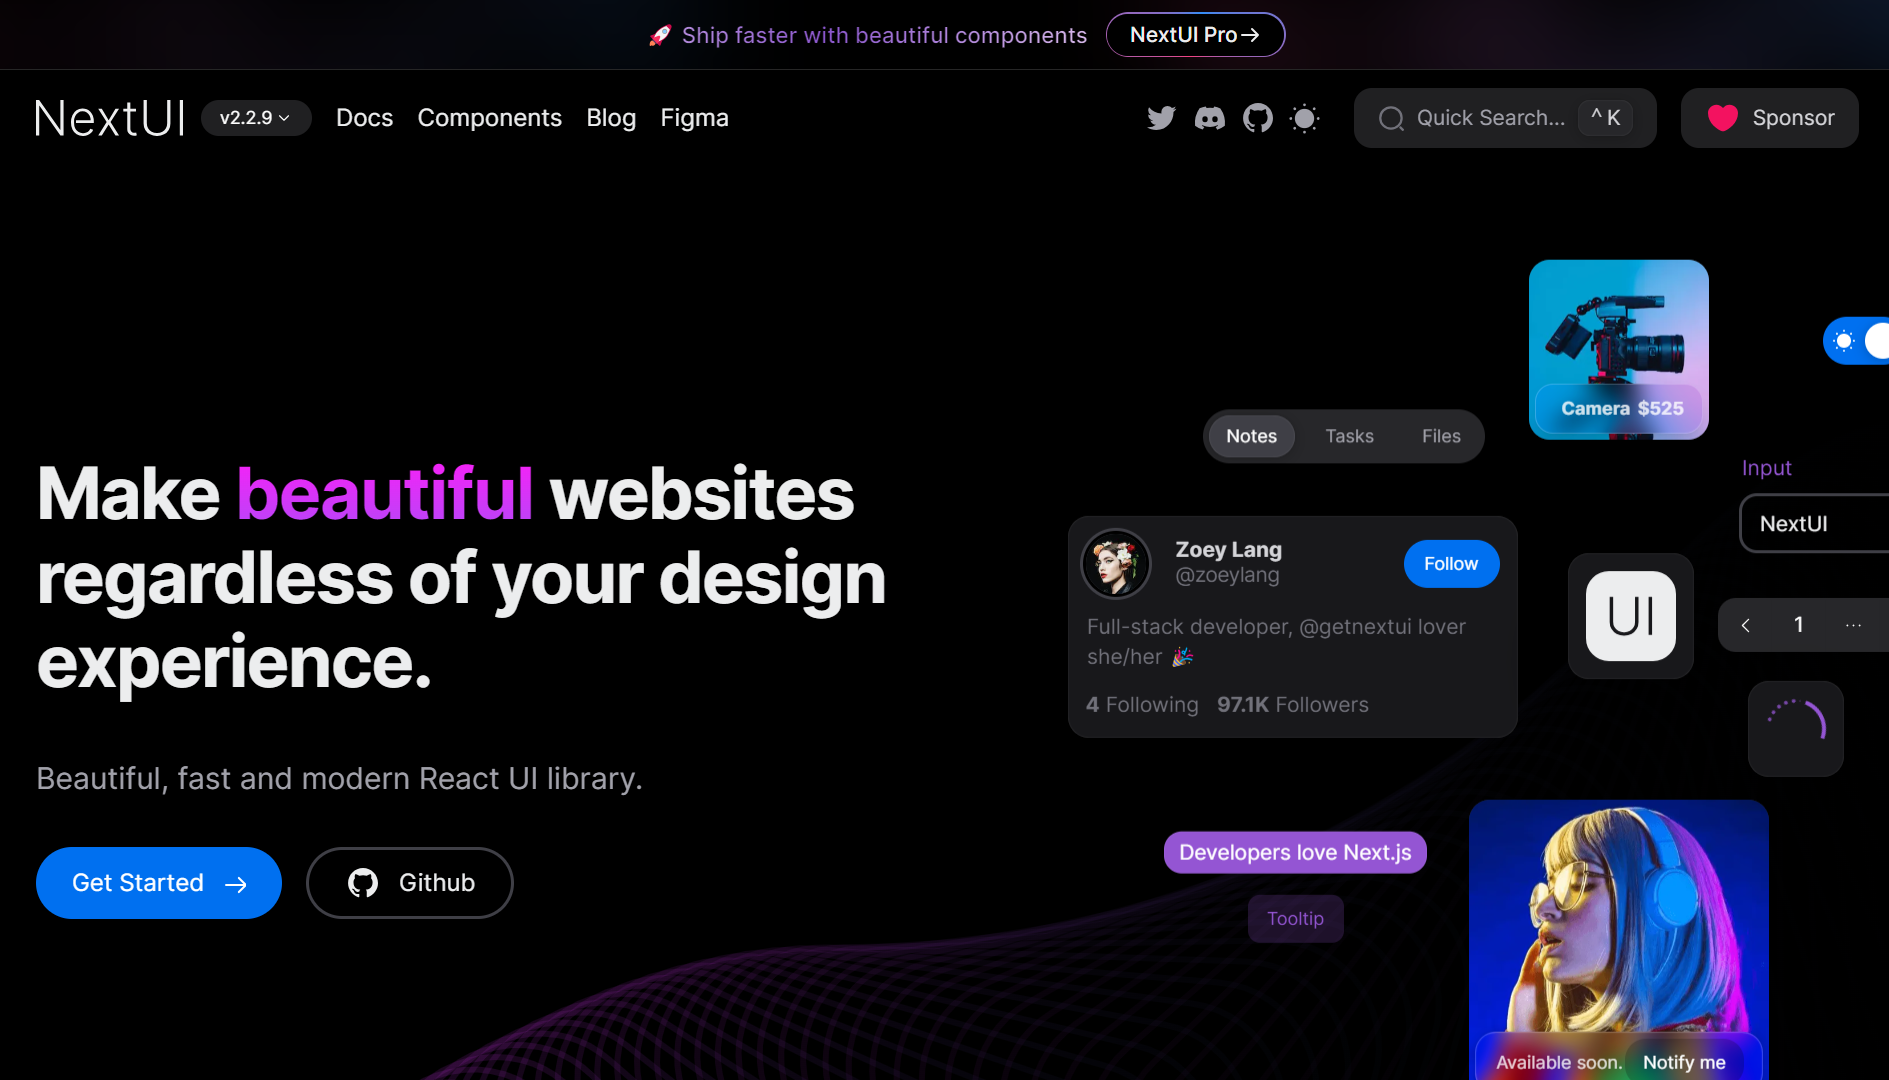 🚀 Ship faster with beautiful components
NextUI Pro→
NextUI
v2.2.9
Docs
Components
Blog
Figma
Quick Search...
^ K
Sponsor
Make beautiful websites
regardless of your design
experience.
Beautiful, fast and modern React UI library.
Get Started →
Github
Camera $525
Notes
Tasks
Files
Input
NextUI
Zoey Lang
@zoeylang
Follow
Full-stack developer, @getnextui lover
she/her 🎉
4 Following 97.1K Followers
UI
1
...
Developers love Next.js
Tooltip
Available soon.
Notify me